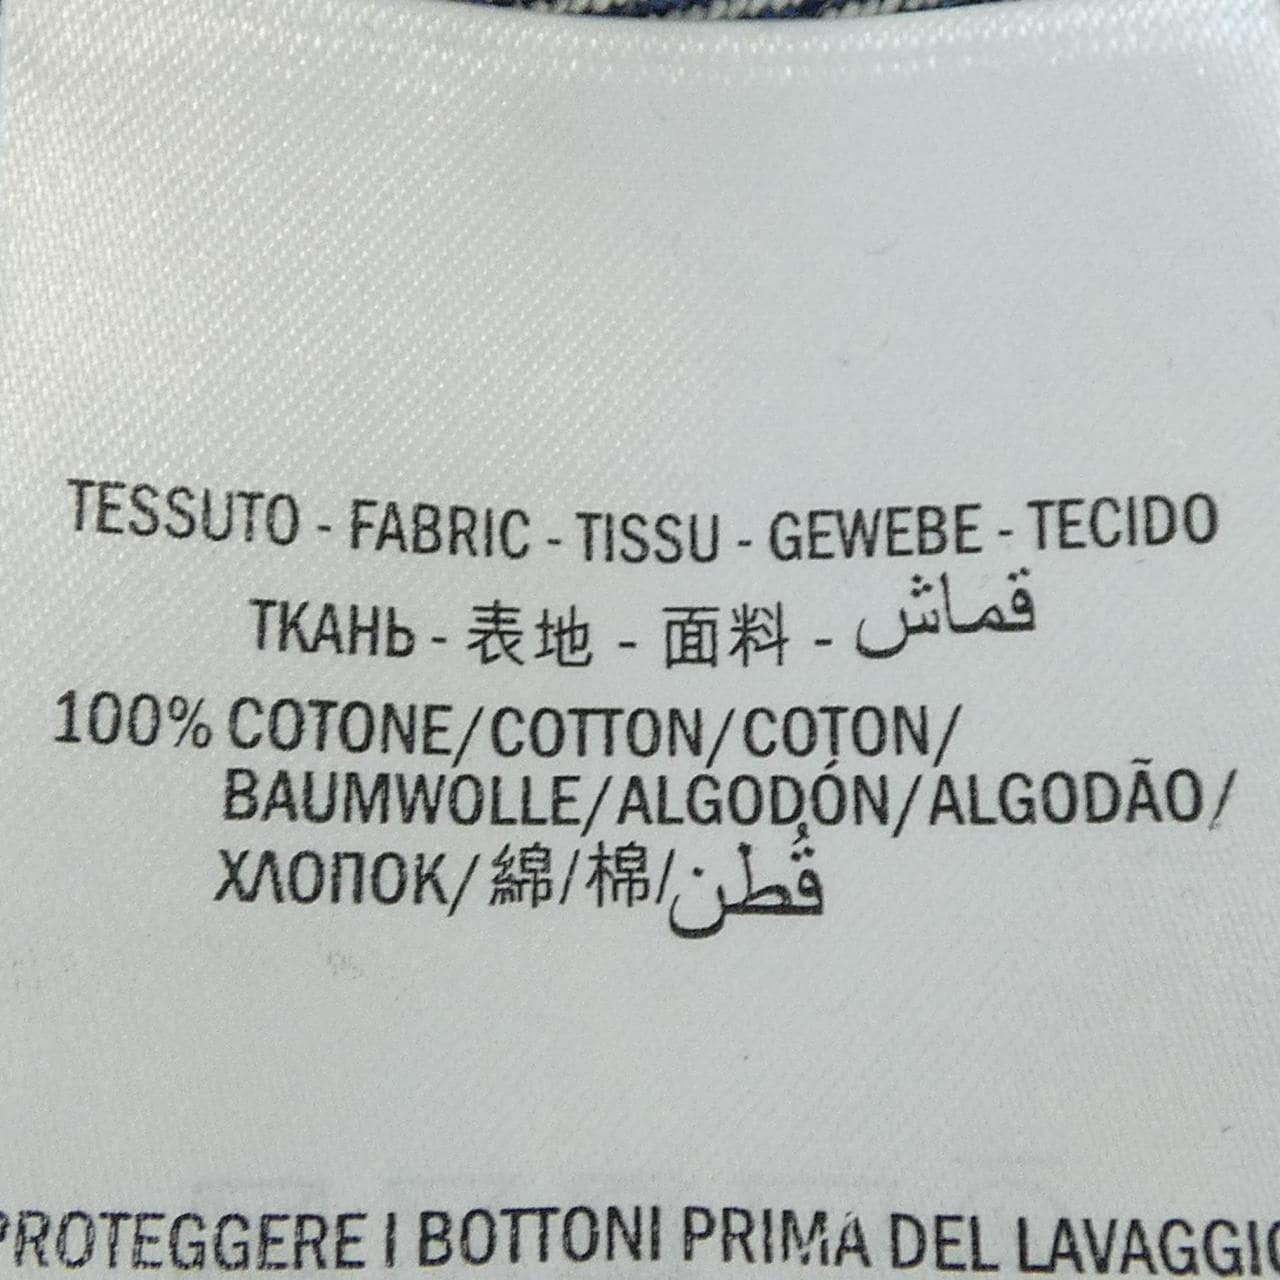 TESSUTO - FABRIC - TISSU - GEWEBE - TECIDO
ТКАНЬ - 表地 - 面料 - قماش
100% COTONE/COTTON/COTON/
BAUMWOLLE/ALGODÓN/ALGODÃO/
ХЛОПОК/綿/棉/قُطن
PROTEGGERE I BOTTONI PRIMA DEL LAVAGGIO